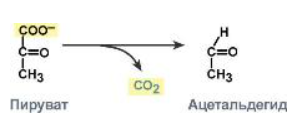 COO⁻
C=O
CH₃
CO₂
H
C=O
CH₃
Пируват
Ацетальдегид